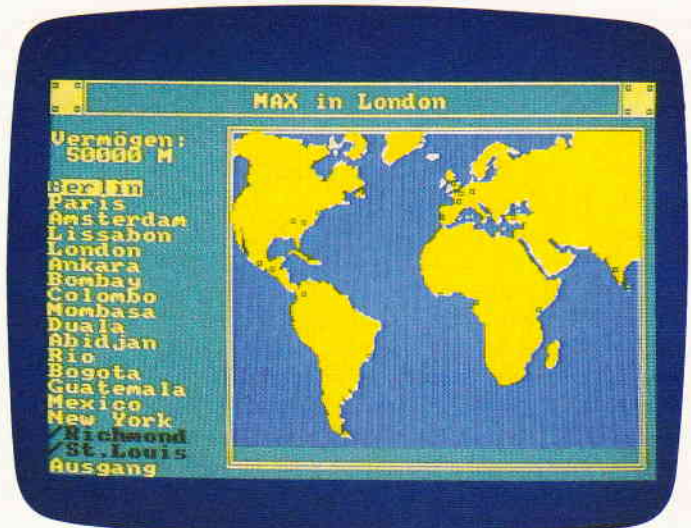 MAX in London
Vermögen:
50000 M
Berlin
Paris
Amsterdam
Lissabon
London
Ankara
Bombay
Colombo
Mombasa
Duala
Abidjan
Rio
Bogota
Guatemala
Mexico
New York
Richmond
St.Louis
Ausgang